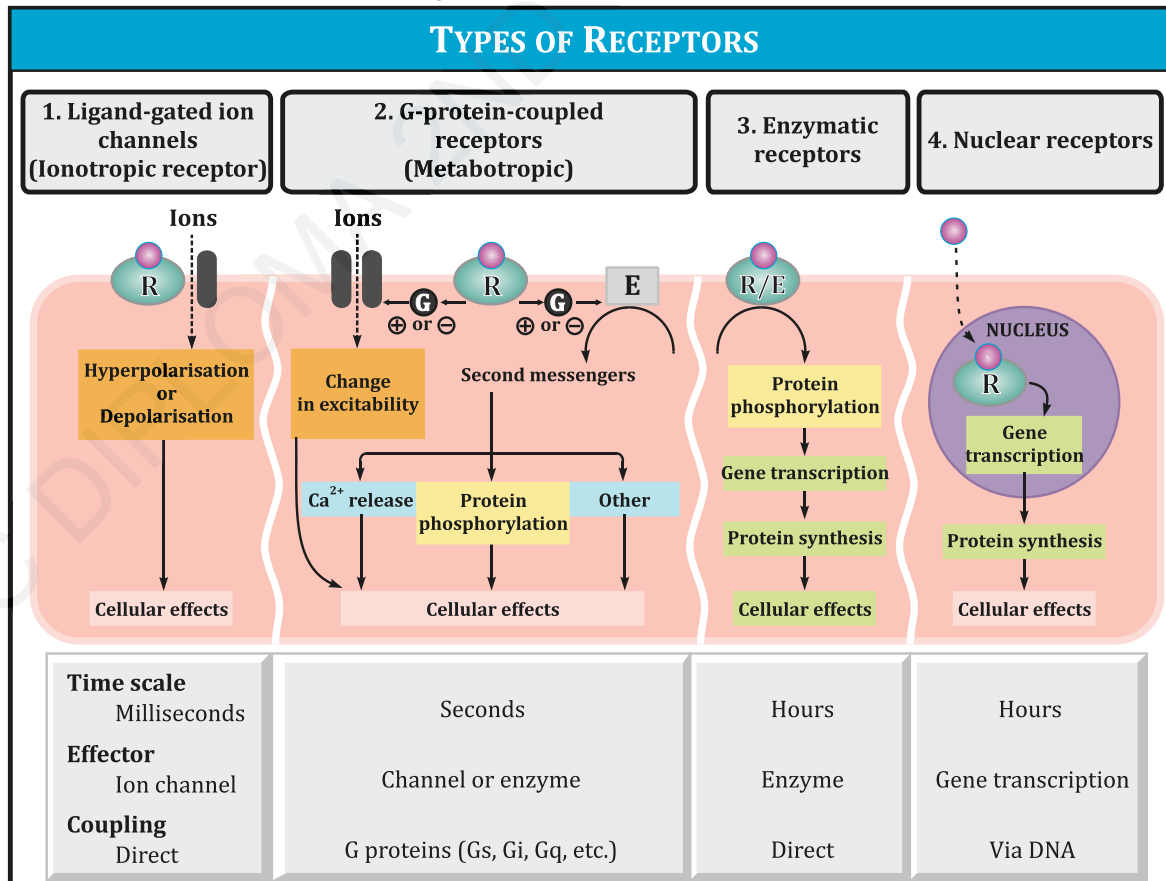 TYPES OF RECEPTORS
1. Ligand-gated ion
channels
(Ionotropic receptor)
2. G-protein-coupled
receptors
(Metabotropic)
3. Enzymatic
receptors
4. Nuclear receptors
Ions
R
Hyperpolarisation
or
Depolarisation
Cellular effects
Ions
G
R
G
E
⊕ or ⊖
⊕ or ⊖
Change
in excitability
Second messengers
Ca²⁺ release
Protein
phosphorylation
Other
Cellular effects
R/E
Protein
phosphorylation
Gene transcription
Protein synthesis
Cellular effects
NUCLEUS
R
Gene
transcription
Protein synthesis
Cellular effects
Time scale
Milliseconds
Seconds
Hours
Hours
Effector
Ion channel
Channel or enzyme
Enzyme
Gene transcription
Coupling
Direct
G proteins (Gs, Gi, Gq, etc.)
Direct
Via DNA
C DIPLOMA 2ND